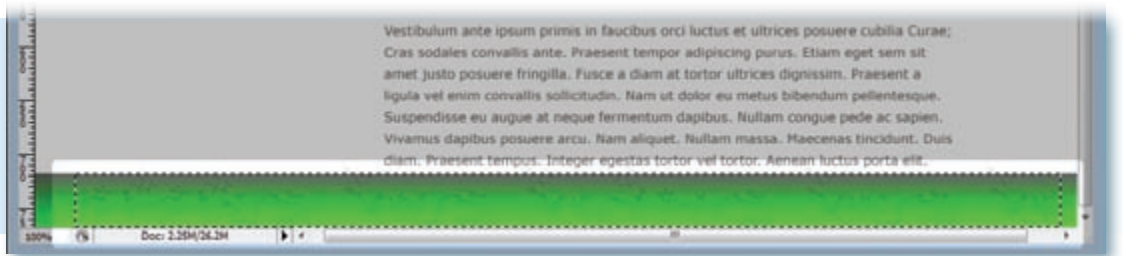 Vestibulum ante ipsum primis in faucibus orci luctus et ultrices posuere cubilia Curae;
Cras sodales convallis ante. Praesent tempor adipiscing purus. Etiam eget sem sit
amet justo posuere fringilla. Fusce a diam at tortor ultrices dignissim. Praesent a
ligula vel enim convallis sollicitudin. Nam ut dolor eu metus bibendum pellentesque.
Suspendisse eu augue at neque fermentum dapibus. Nullam congue pede ac sapien.
Vivamus dapibus posuere arcu. Nam aliquet. Nullam massa. Maecenas tincidunt. Duis
diam. Praesent tempus. Integer egestas tortor vel tortor. Aenean luctus porta elit.
100% Doc: 2.25M/26.2M